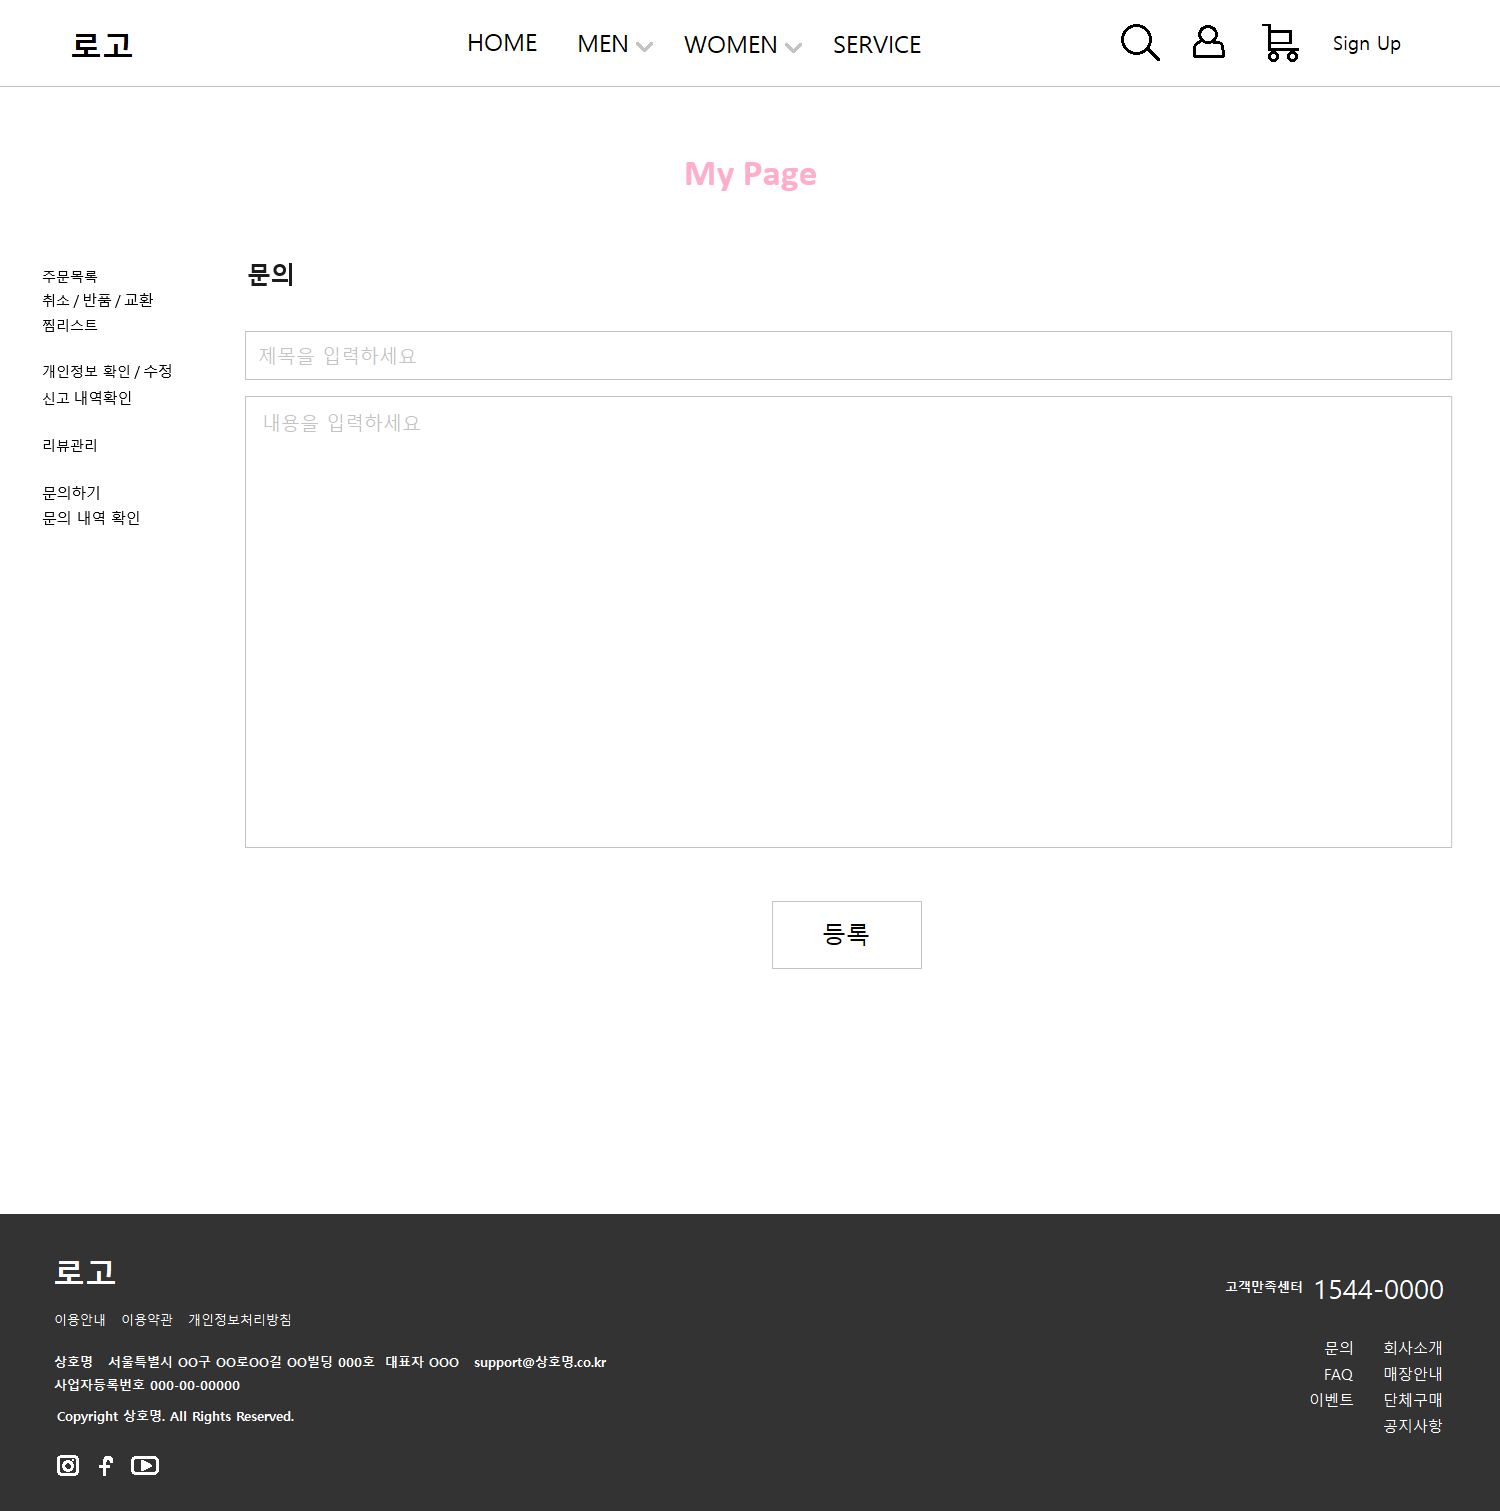 로고
HOME MEN WOMEN SERVICE
Sign Up
My Page
주문목록
취소 / 반품 / 교환
찜리스트
개인정보 확인 / 수정
신고 내역확인
리뷰관리
문의하기
문의 내역 확인
문의
제목을 입력하세요
내용을 입력하세요
등록
로고
이용안내 이용약관 개인정보처리방침
상호명 서울특별시 OO구 OO로OO길 OO빌딩 000호 대표자 OOO support@상호명.co.kr
사업자등록번호 000-00-00000
Copyright 상호명. All Rights Reserved.
고객만족센터 1544-0000
문의 회사소개
FAQ 매장안내
이벤트 단체구매
공지사항